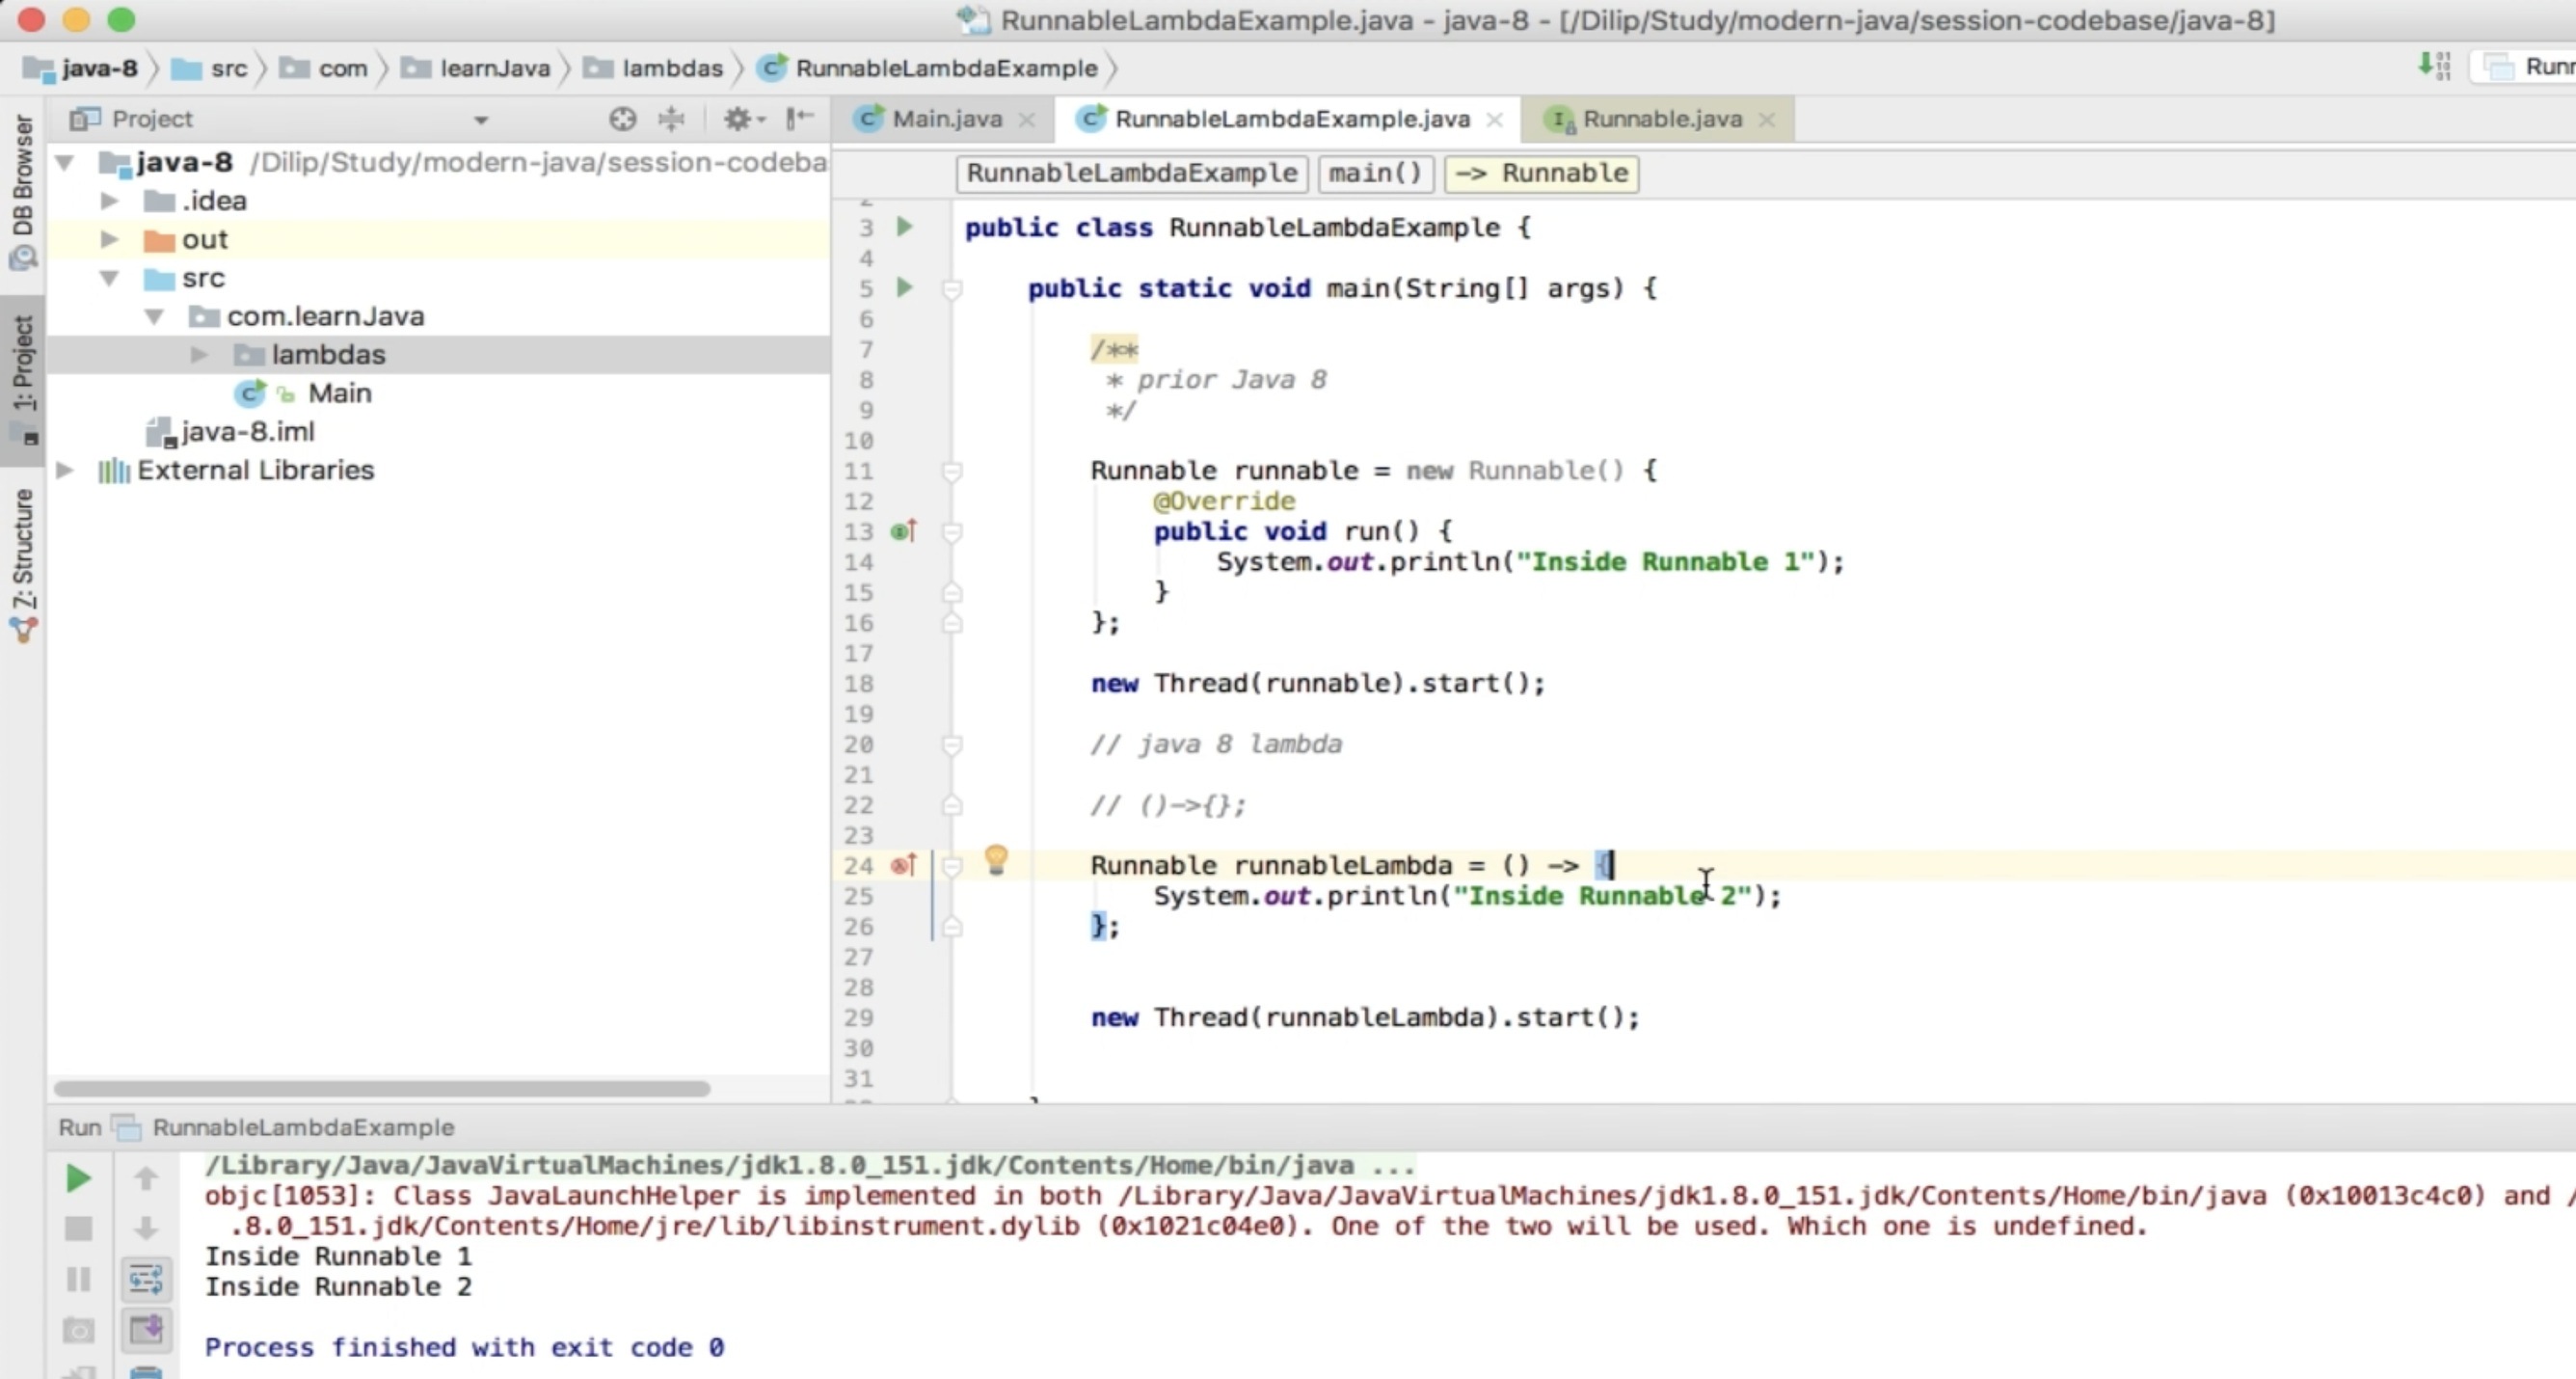 RunnableLambdaExample.java - java-8 - [/Dilip/Study/modern-java/session-codebase/java-8]
java-8 src com learnJava lambdas RunnableLambdaExample
Runn
DB Browser
1: Project
Z: Structure
Project
java-8 /Dilip/Study/modern-java/session-codeba
.idea
out
src
com.learnJava
lambdas
Main
java-8.iml
External Libraries
Main.java RunnableLambdaExample.java Runnable.java
RunnableLambdaExample main() -> Runnable
3 public class RunnableLambdaExample {
4
5 public static void main(String[] args) {
6
7 /**
8 * prior Java 8
9 */
10
11 Runnable runnable = new Runnable() {
12 @Override
13 public void run() {
14 System.out.println("Inside Runnable 1");
15 }
16 };
17
18 new Thread(runnable).start();
19
20 // java 8 lambda
21
22 // ()->{};
23
24 Runnable runnableLambda = () -> {
25 System.out.println("Inside Runnable 2");
26 };
27
28
29 new Thread(runnableLambda).start();
30
31
Run RunnableLambdaExample
/Library/Java/JavaVirtualMachines/jdk1.8.0_151.jdk/Contents/Home/bin/java ...
objc[1053]: Class JavaLaunchHelper is implemented in both /Library/Java/JavaVirtualMachines/jdk1.8.0_151.jdk/Contents/Home/bin/java (0x10013c4c0) and /
.8.0_151.jdk/Contents/Home/jre/lib/libinstrument.dylib (0x1021c04e0). One of the two will be used. Which one is undefined.
Inside Runnable 1
Inside Runnable 2
Process finished with exit code 0